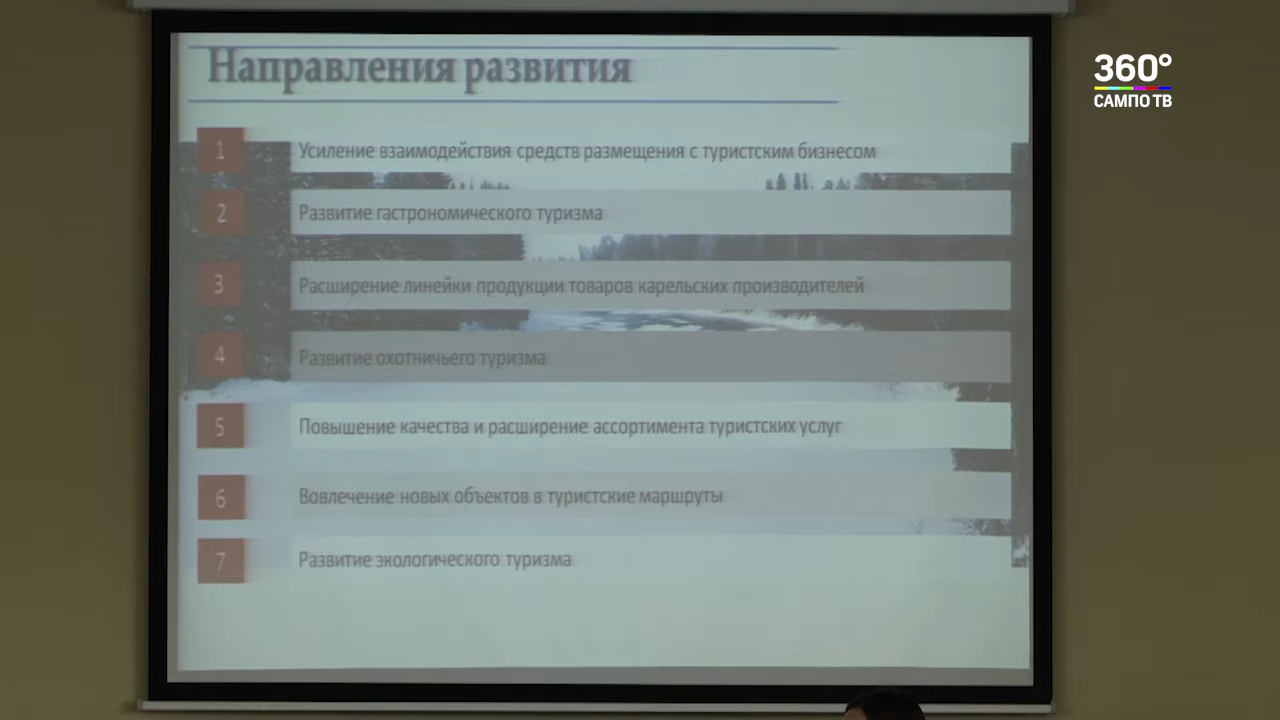 Направления развития
1 Усиление взаимодействия средств размещения с туристским бизнесом
2 Развитие гастрономического туризма
3 Расширение линейки продукции товаров карельских производителей
4 Развитие охотничьего туризма
5 Повышение качества и расширение ассортимента туристских услуг
6 Вовлечение новых объектов в туристские маршруты
7 Развитие экологического туризма
360°
САМПО ТВ